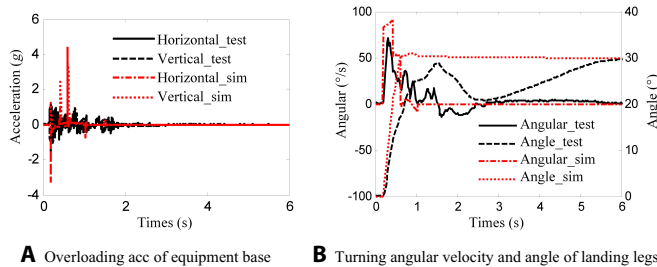 6
4
2
0
-2
-4
Acceleration (g)
Horizontal_test
Vertical_test
Horizontal_sim
Vertical_sim
0 2 4 6
Times (s)
A Overloading acc of equipment base
100
50
0
-50
-100
Angular (°/s)
40
30
20
10
0
Angle (°)
Angular_test
Angle_test
Angular_sim
Angle_sim
0 1 2 3 4 5 6
Times (s)
B Turning angular velocity and angle of landing legs